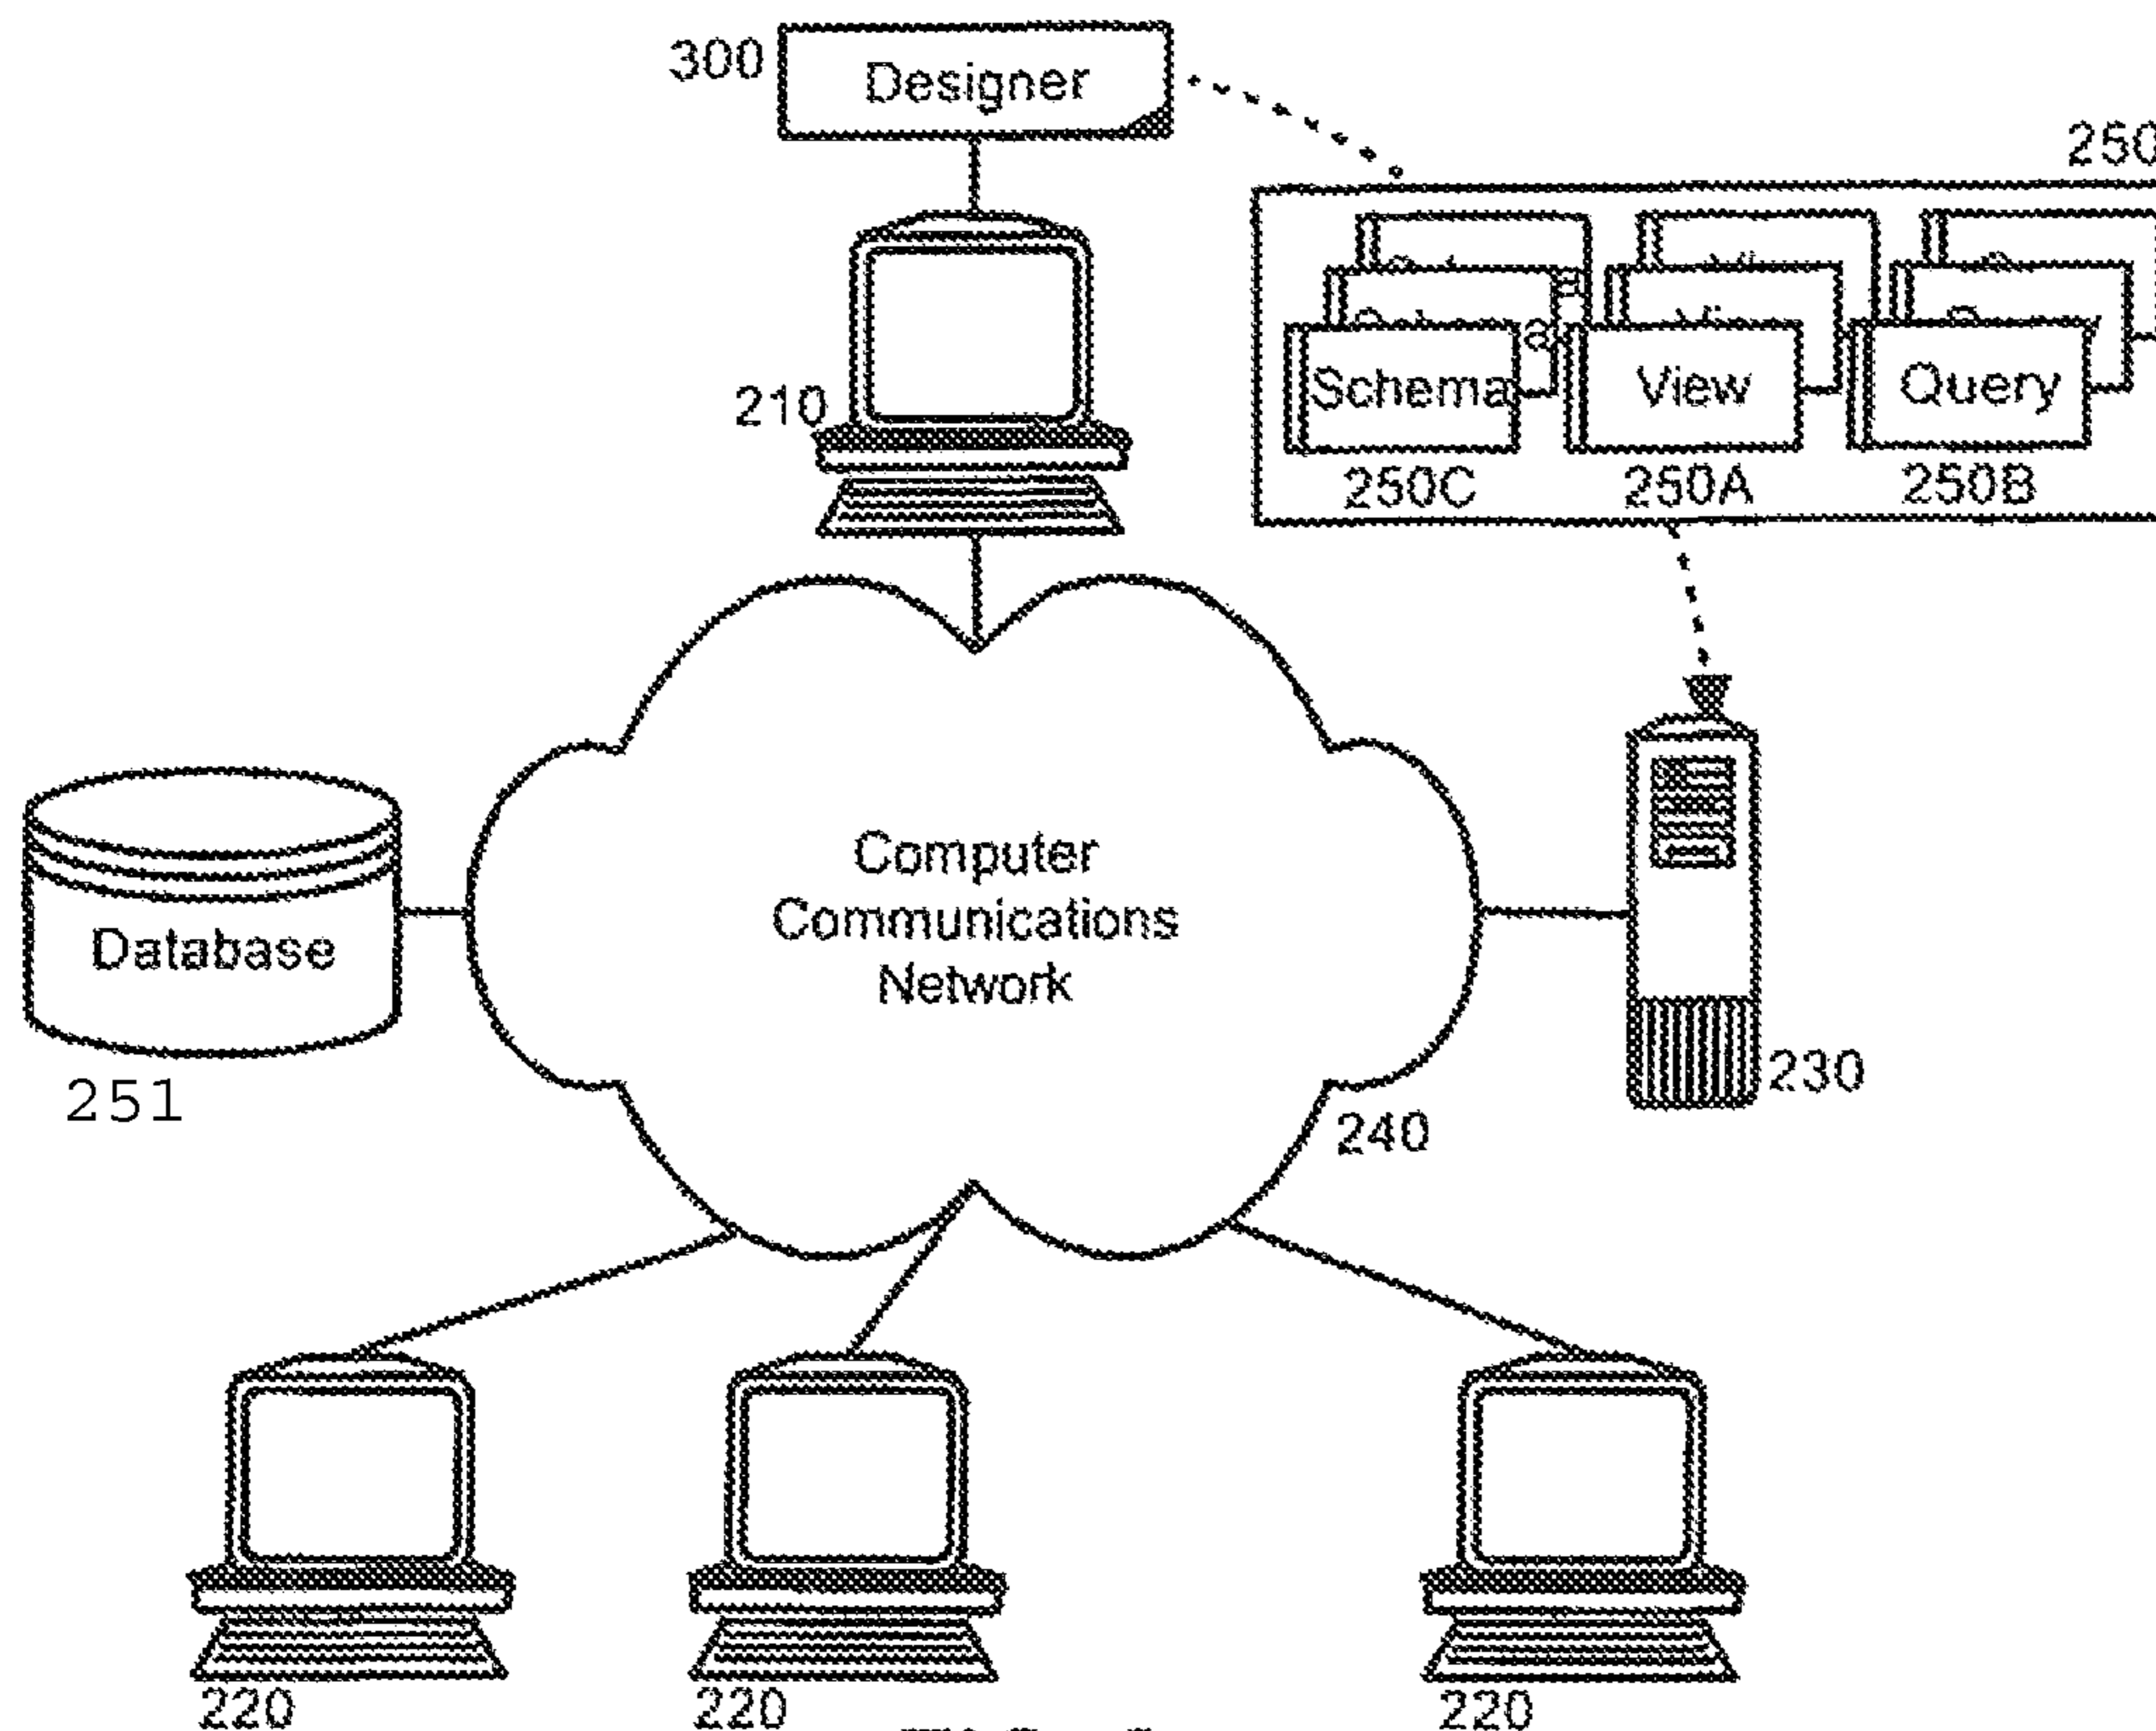 300
Designer
250
Schema
View
Query
250C
250A
250B
210
Computer
Communications
Network
Database
251
230
240
220
220
220